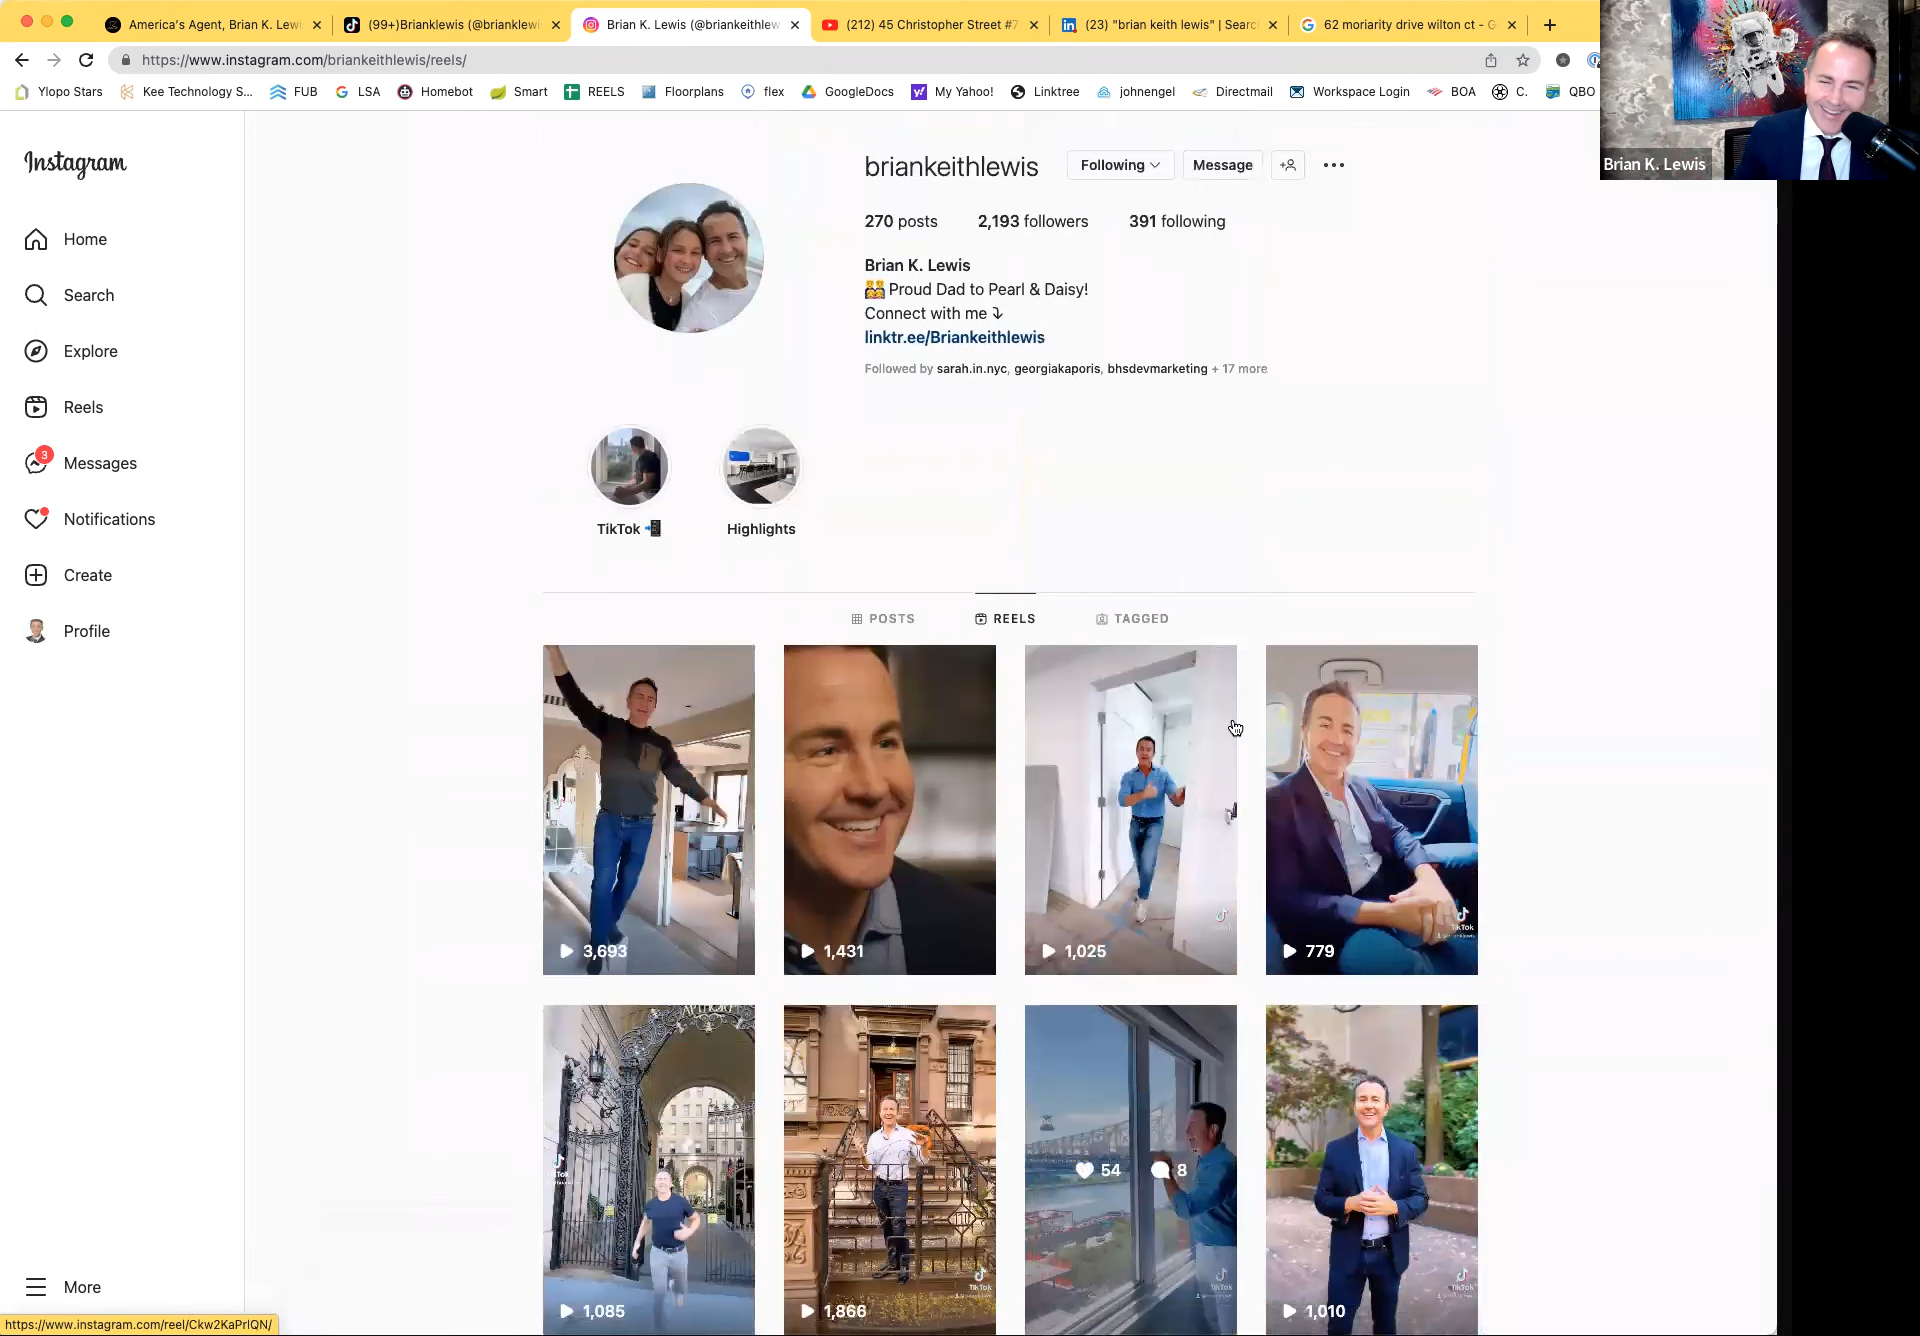 America's Agent, Brian K. Lewi
(99+)Brianklewis (@brianklewi
Brian K. Lewis (@briankeithlew
(212) 45 Christopher Street #7
(23) "brian keith lewis" | Searc
62 moriarity drive wilton ct - G
https://www.instagram.com/briankeithlewis/reels/
Ylopo Stars
Kee Technology S...
FUB
LSA
Homebot
Smart
REELS
Floorplans
flex
GoogleDocs
My Yahoo!
Linktree
johnengel
Directmail
Workspace Login
BOA
C.
QBO
Brian K. Lewis
Instagram
Home
Search
Explore
Reels
3
Messages
Notifications
Create
Profile
More
briankeithlewis
Following
Message
270 posts
2,193 followers
391 following
Brian K. Lewis
👯 Proud Dad to Pearl & Daisy!
Connect with me ⤵
linktr.ee/Briankeithlewis
Followed by sarah.in.nyc, georgiakaporis, bhsdevmarketing + 17 more
TikTok 📲
Highlights
POSTS
REELS
TAGGED
3,693
1,431
1,025
TikTok
779
1,085
TikTok
1,866
54
8
TikTok
1,010
https://www.instagram.com/reel/Ckw2KaPrlQN/